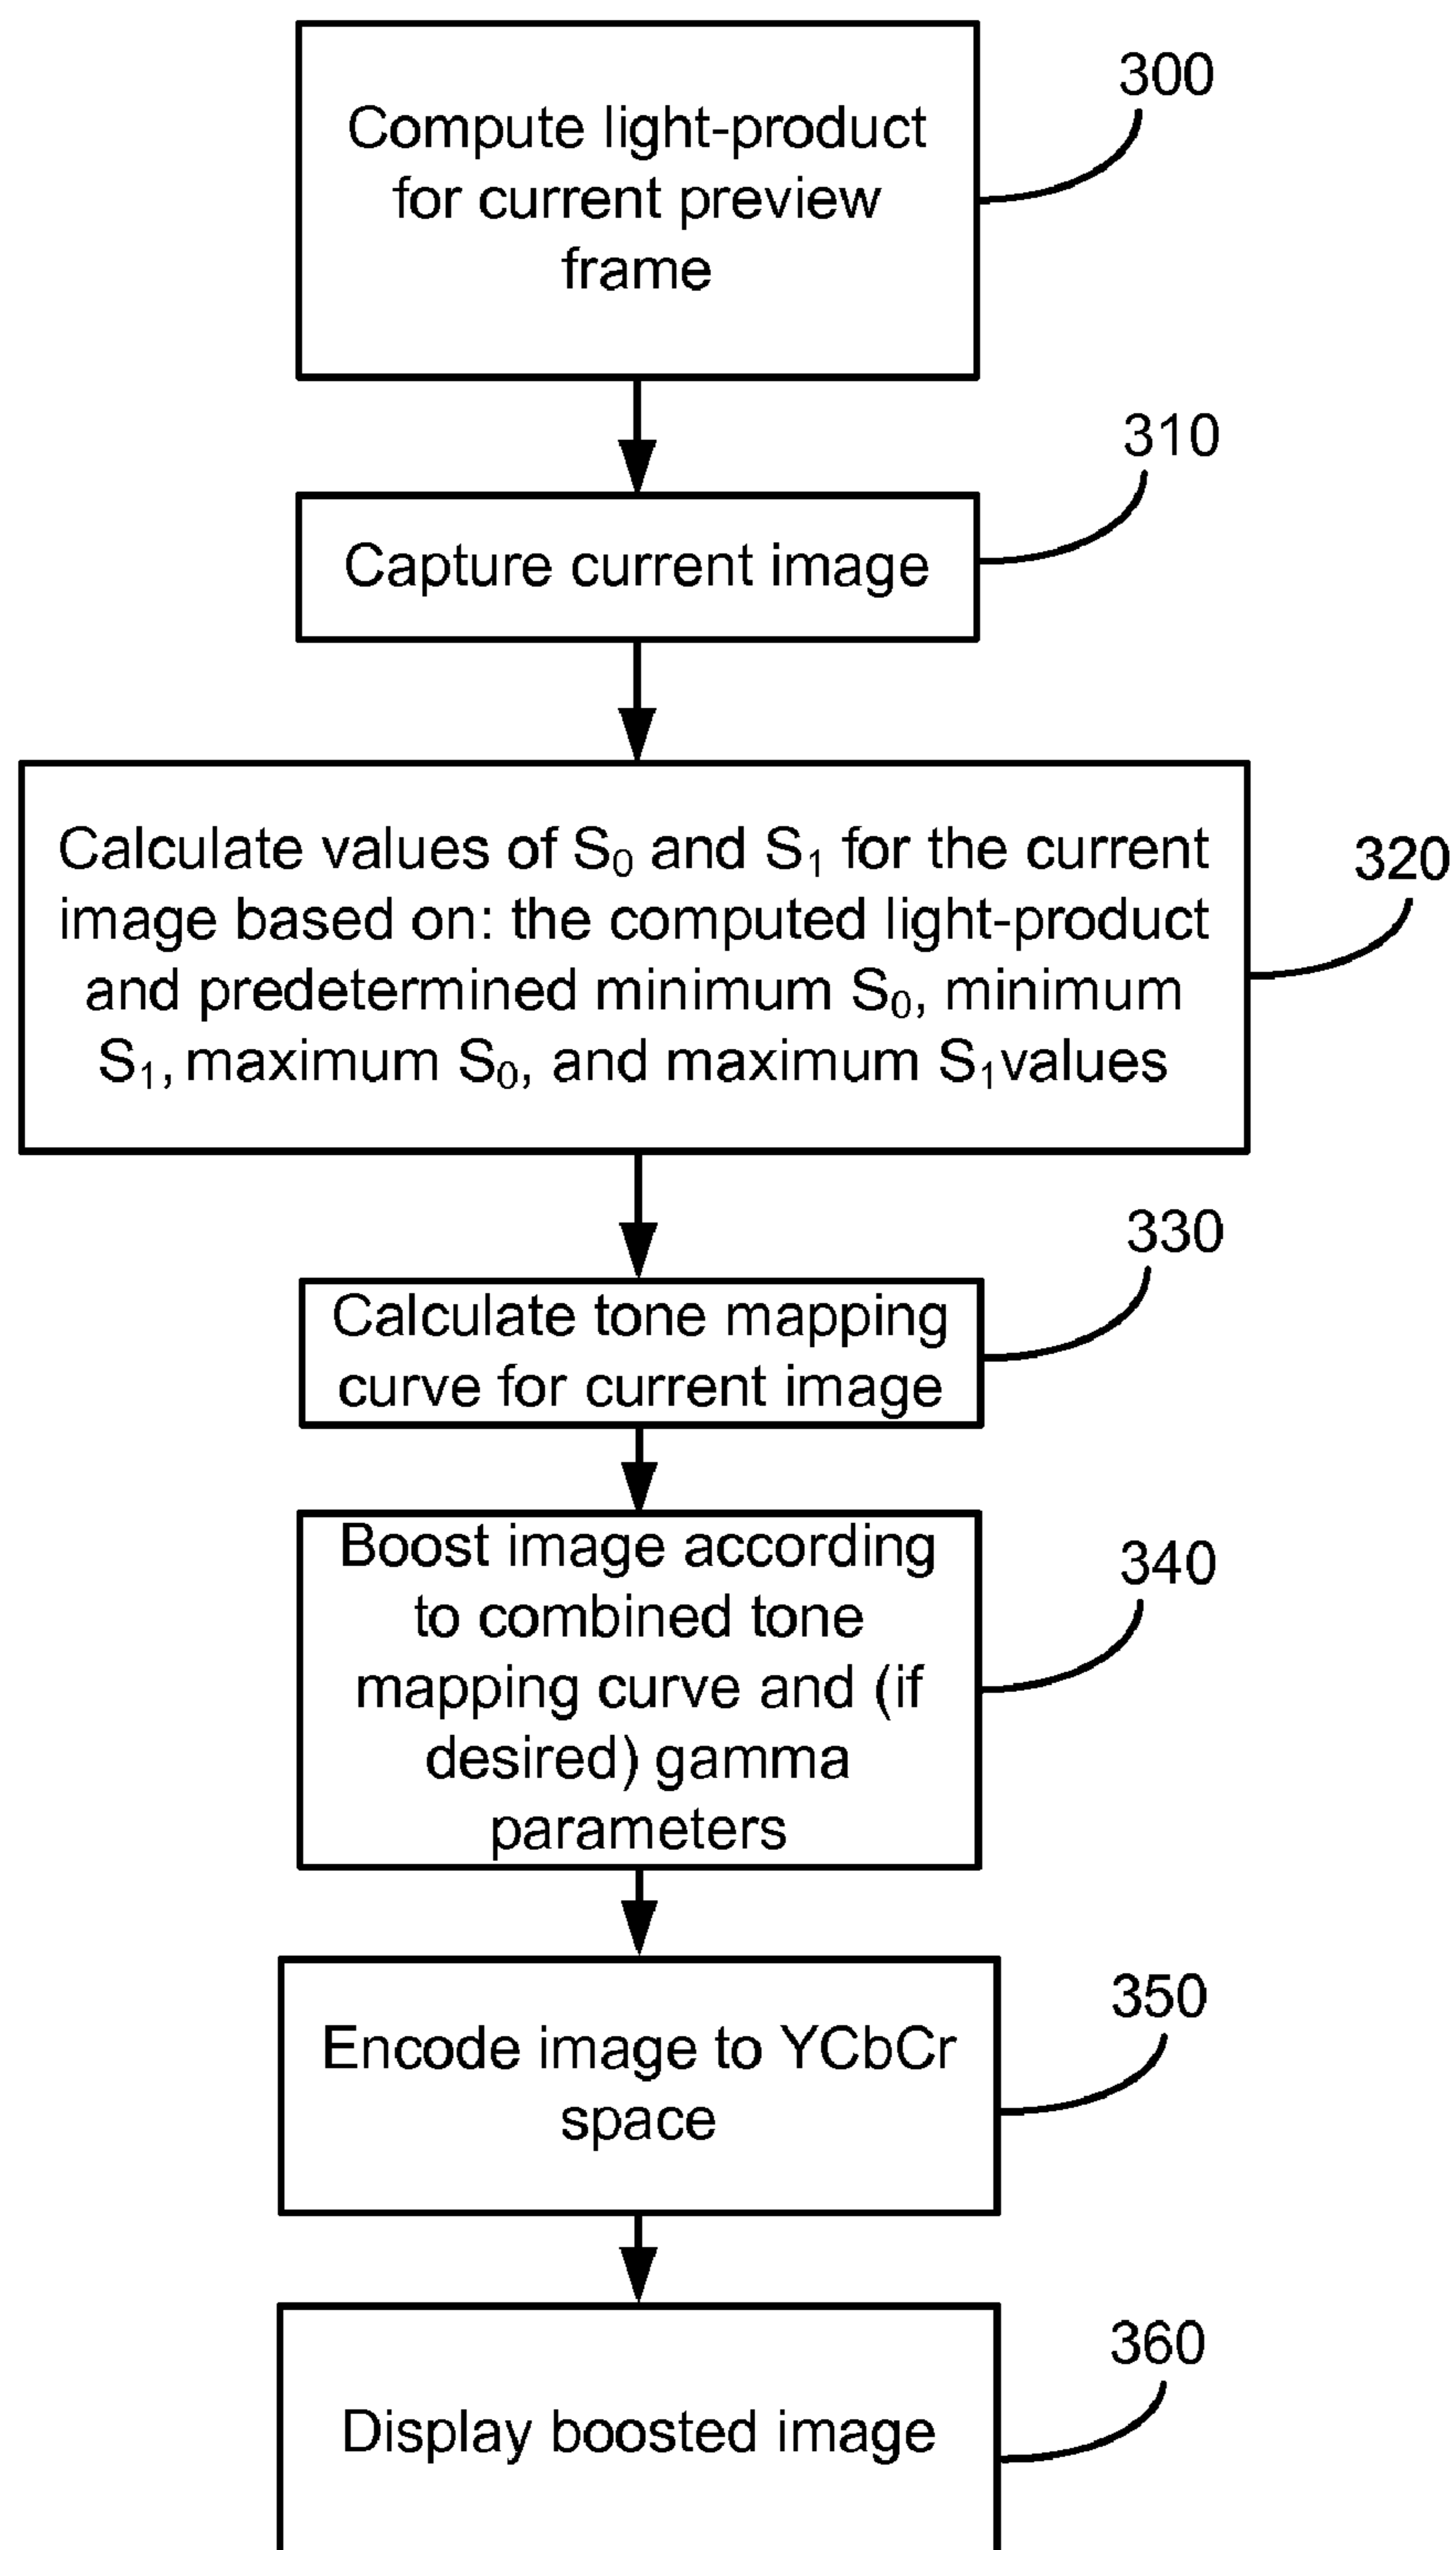 Compute light-product
for current preview
frame
300
Capture current image
310
Calculate values of S₀ and S₁ for the current
image based on: the computed light-product
and predetermined minimum S₀, minimum
S₁, maximum S₀, and maximum S₁values
320
Calculate tone mapping
curve for current image
330
Boost image according
to combined tone
mapping curve and (if
desired) gamma
parameters
340
Encode image to YCbCr
space
350
Display boosted image
360